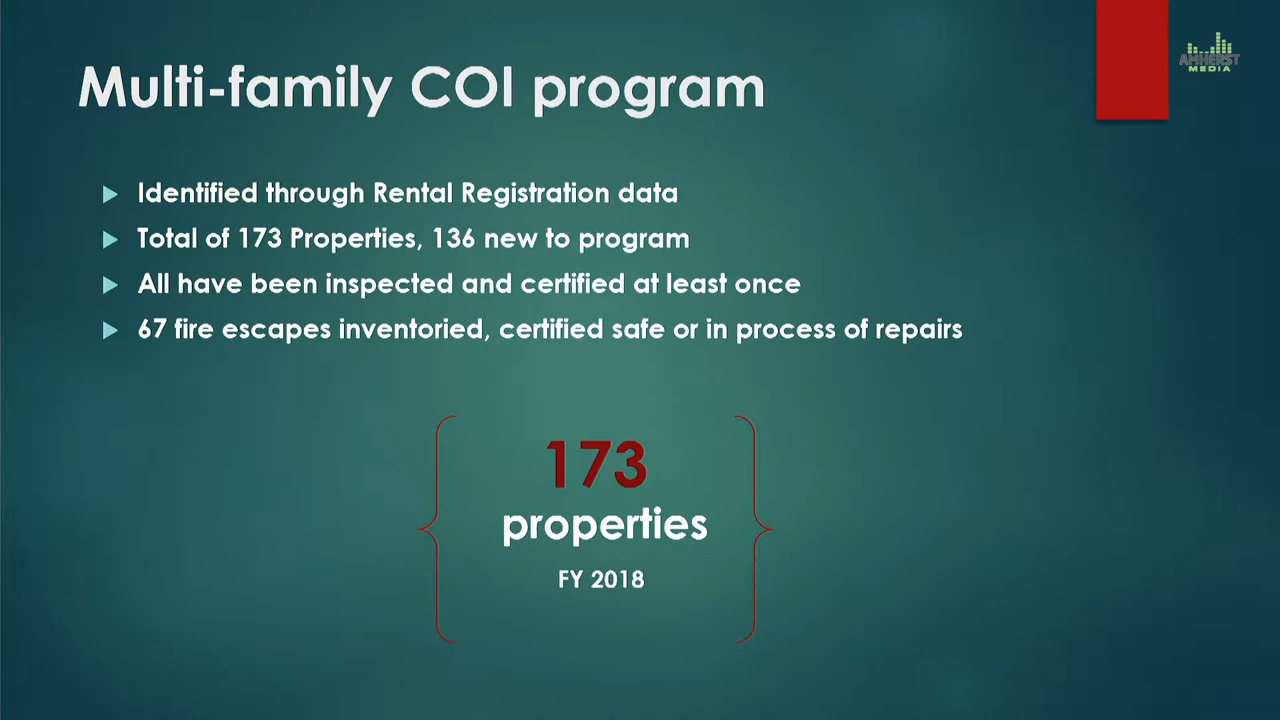 Multi-family COI program
AMHERST
MEDIA
Identified through Rental Registration data
Total of 173 Properties, 136 new to program
All have been inspected and certified at least once
67 fire escapes inventoried, certified safe or in process of repairs
173
properties
FY 2018